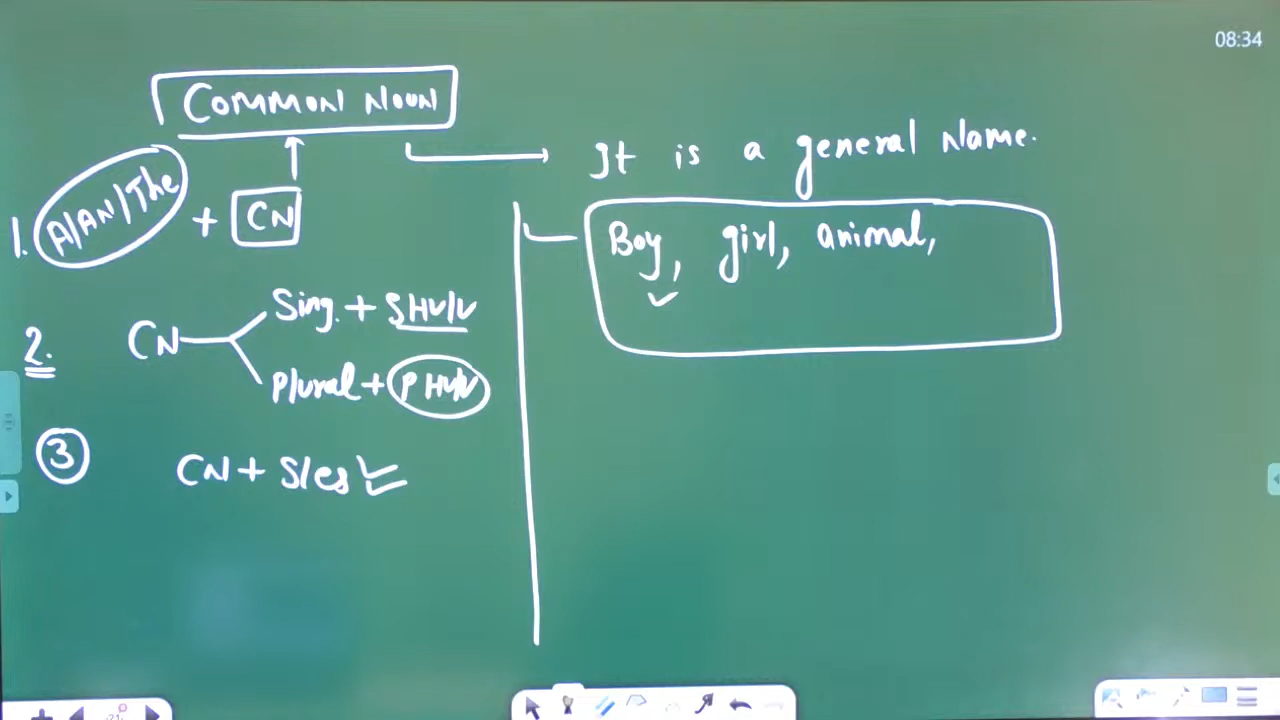 08:34
COMMON NOUN
It is a general Name.
1. A/AN/The + CN
Boy, girl, animal,
2. CN
Sing. + SHV/V
Plural + PHV/V
3 CN + S/es
21